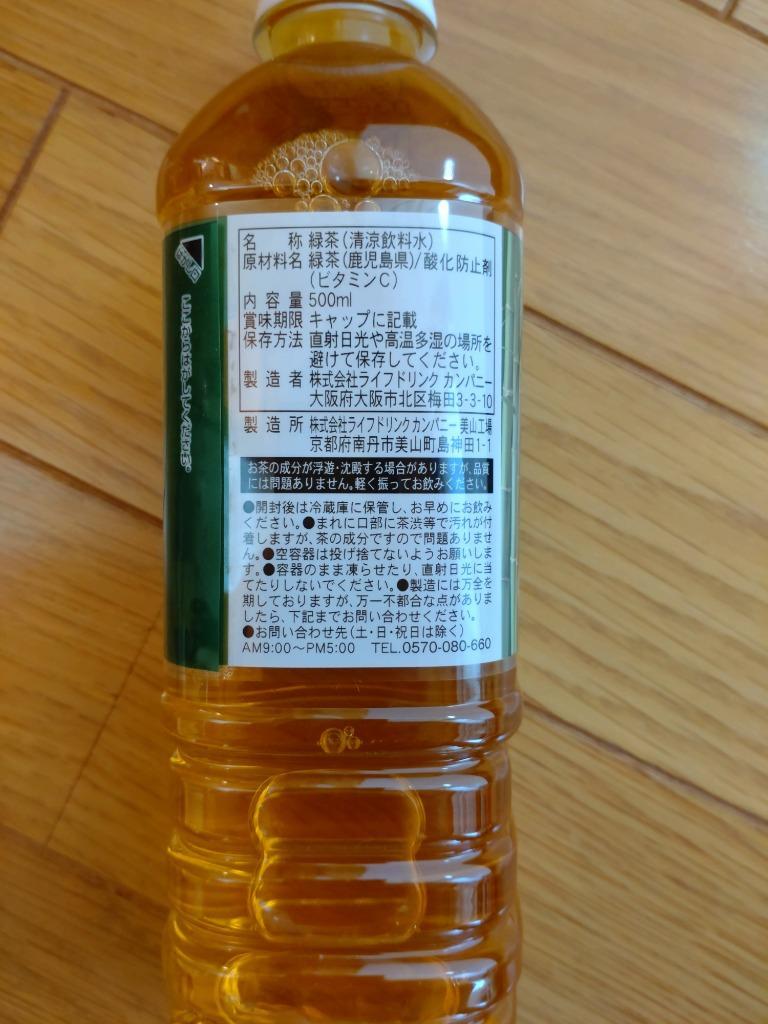 はがし口
ここからはがしてください。
名称 緑茶(清涼飲料水)
原材料名 緑茶(鹿児島県)/酸化防止剤
(ビタミンC)
内容量 500ml
賞味期限 キャップに記載
保存方法 直射日光や高温多湿の場所を
避けて保存してください。
製造者 株式会社ライフドリンク カンパニー
大阪府大阪市北区梅田3-3-10
製造所 株式会社ライフドリンクカンパニー 美山工場
京都府南丹市美山町島神田1-1
お茶の成分が浮遊・沈殿する場合がありますが、品質
には問題ありません。軽く振ってお飲みください。
●開封後は冷蔵庫に保管し、お早めにお飲み
ください。●まれに口部に茶渋等で汚れが付
着しますが、茶の成分ですので問題ありませ
ん。●空容器は投げ捨てないようお願いしま
す。●容器のまま凍らせたり、直射日光に当
てたりしないでください。●製造には万全を
期しておりますが、万一不都合な点がありま
したら、下記までお問い合わせください。
●お問い合わせ先(土・日・祝日は除く)
AM9:00〜PM5:00 TEL.0570-080-660